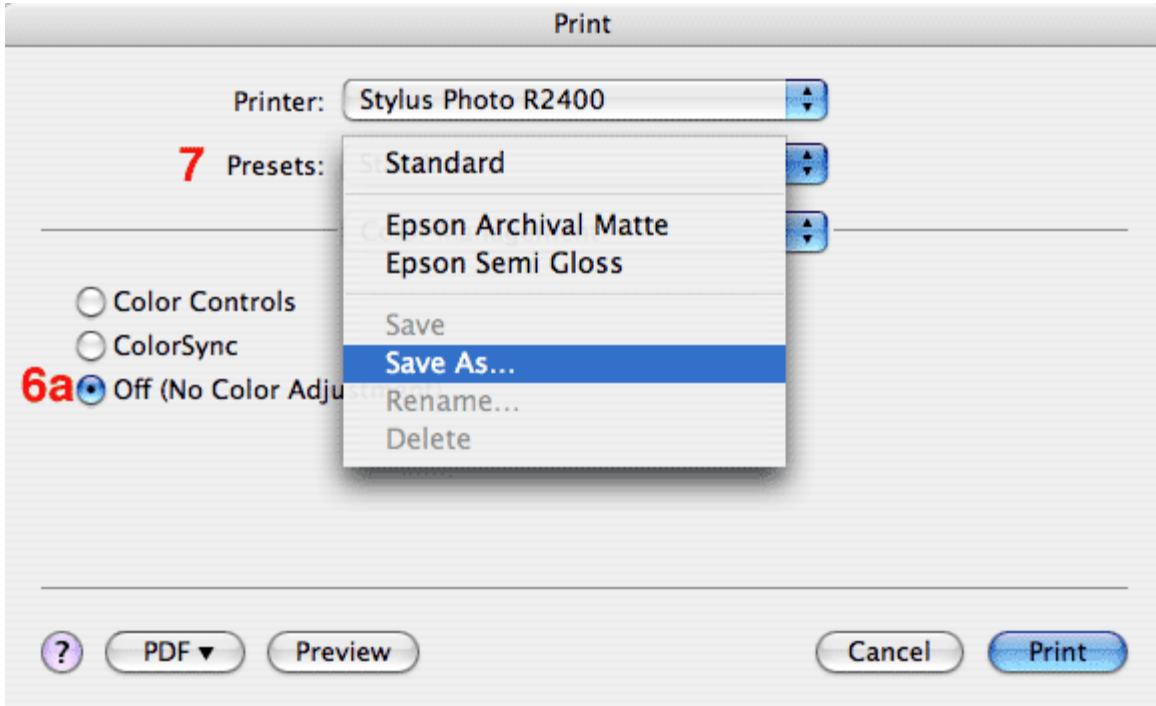 Print
Printer: Stylus Photo R2400
7 Presets: Standard
Epson Archival Matte
Epson Semi Gloss
Color Controls
Save
ColorSync
Save As...
6a Off (No Color Adjustment)
Rename...
Delete
? PDF Preview Cancel Print